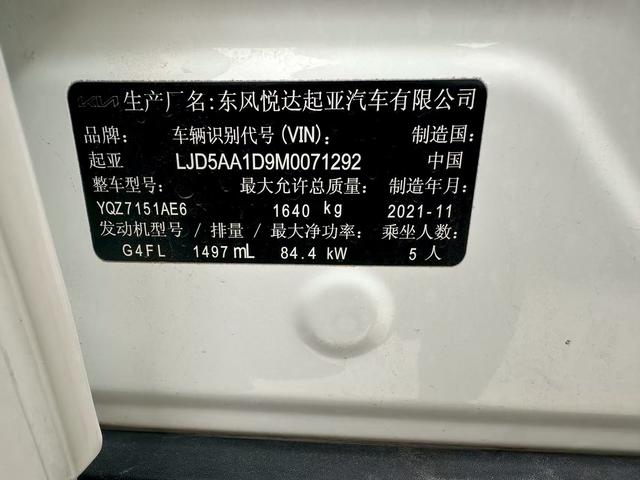 KIA 生产厂名:东风悦达起亚汽车有限公司
品牌: 车辆识别代号(VIN): 制造国:
起亚 LJD5AA1D9M0071292 中国
整车型号: 最大允许总质量: 制造年月:
YQZ7151AE6 1640 kg 2021-11
发动机型号/排量/最大净功率: 乘坐人数:
G4FL 1497mL 84.4 kW 5人